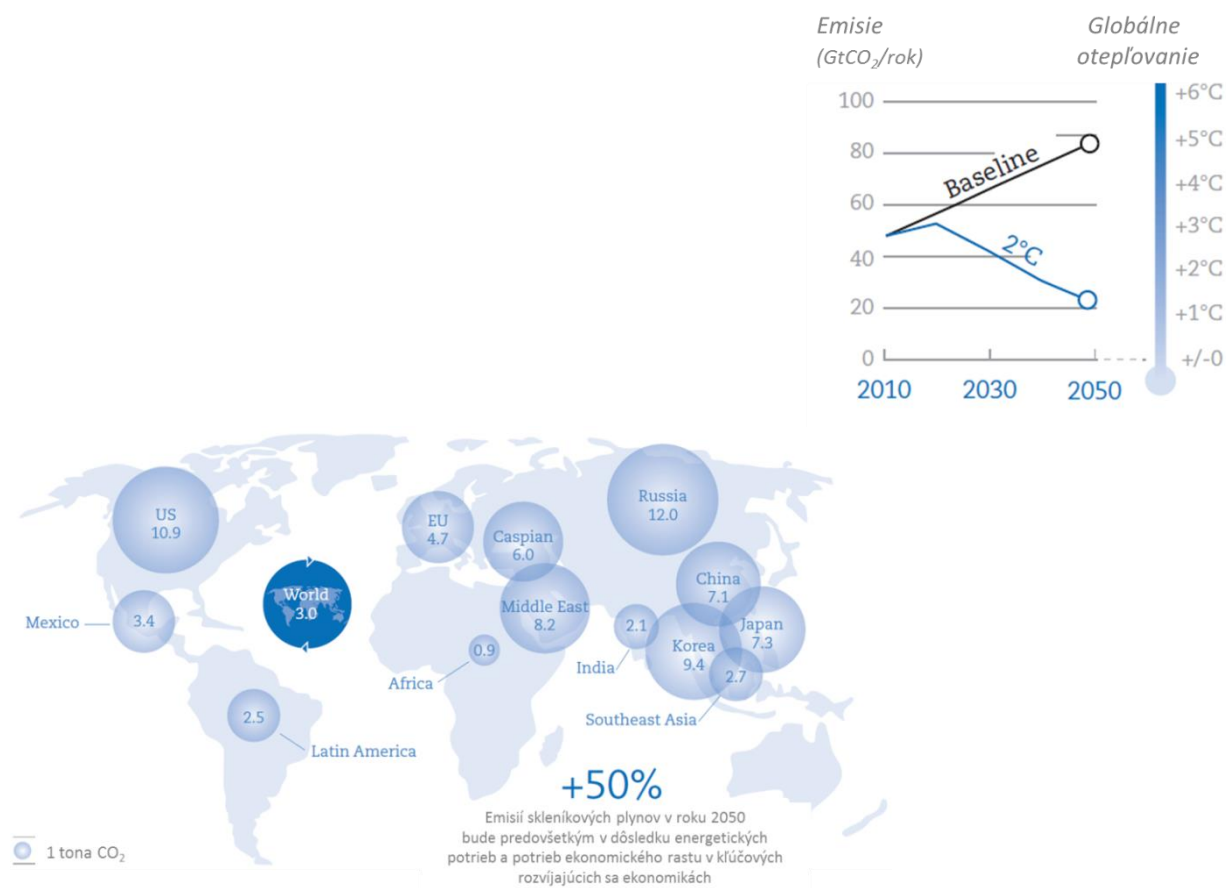 Emisie
(GtCO₂/rok)
Globálne
otepľovanie
100
80
60
40
20
0
Baseline
2°C
2010
2030
2050
+6°C
+5°C
+4°C
+3°C
+2°C
+1°C
+/-0
US
10.9
EU
4.7
Caspian
6.0
Russia
12.0
World
3.0
Mexico
3.4
Middle East
8.2
China
7.1
India
2.1
Korea
9.4
Japan
7.3
Africa
0.9
2.7
Southeast Asia
2.5
Latin America
+50%
Emisií skleníkových plynov v roku 2050
bude predovšetkým v dôsledku energetických
potrieb a potrieb ekonomického rastu v kľúčových
rozvíjajúcich sa ekonomikách
1 tona CO₂